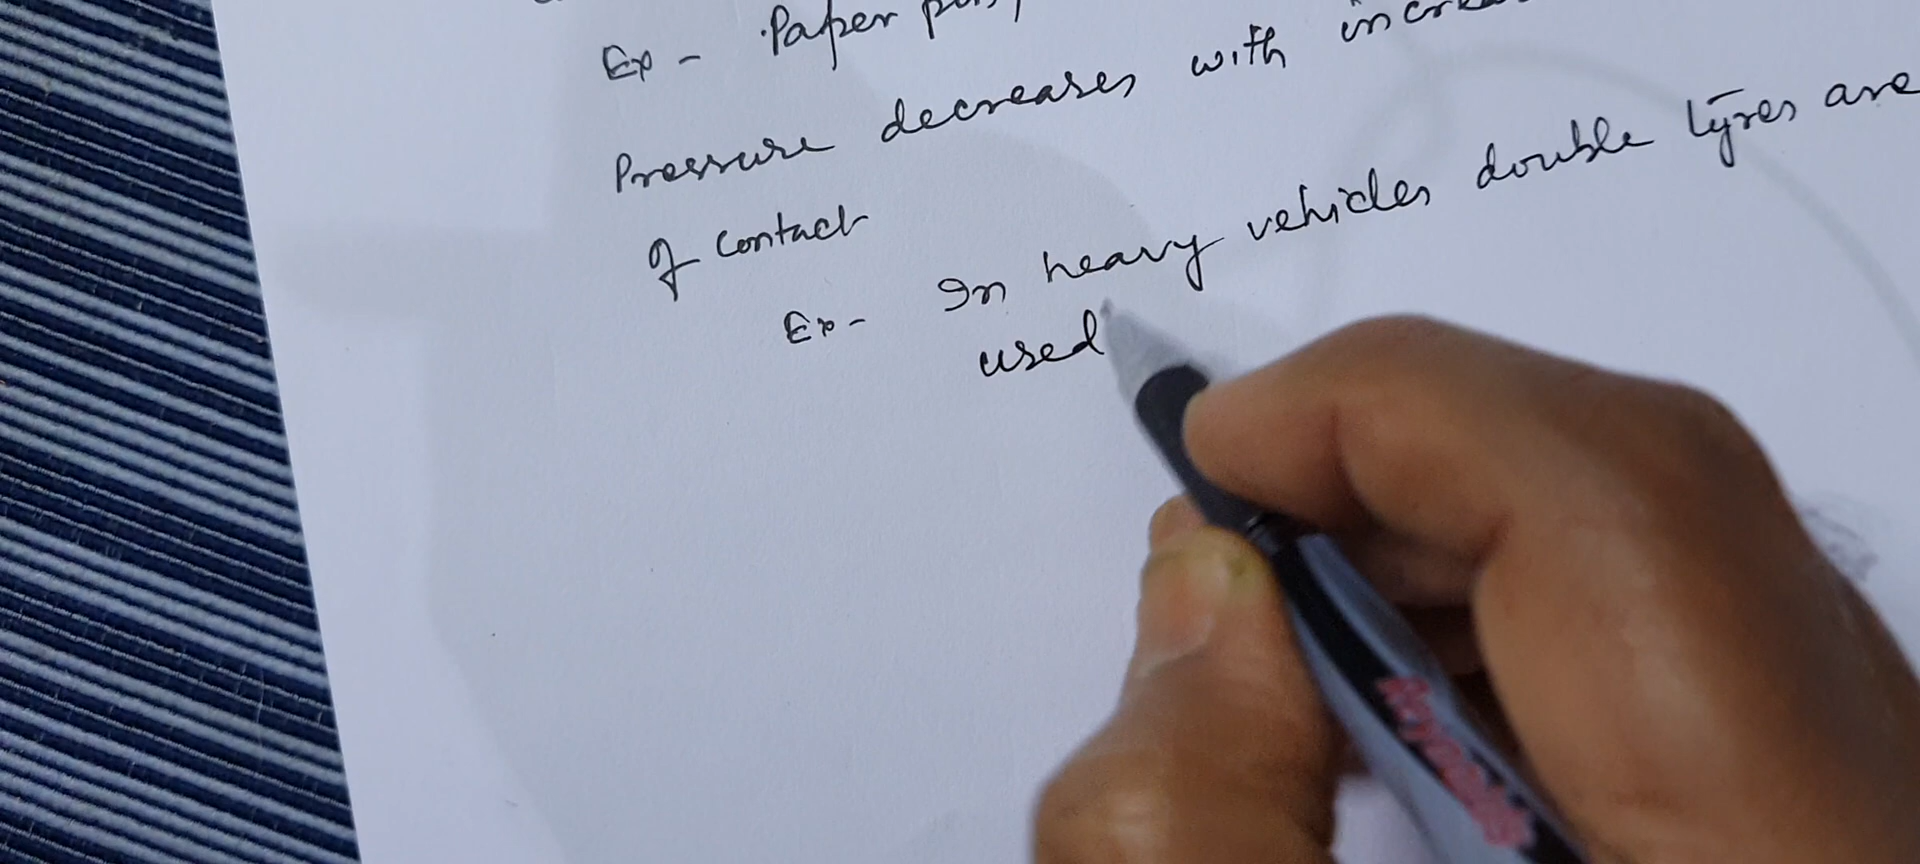 Ex - Paper
Pressure decreases with
of contact
Ex - In heavy vehicles double tyres are
used